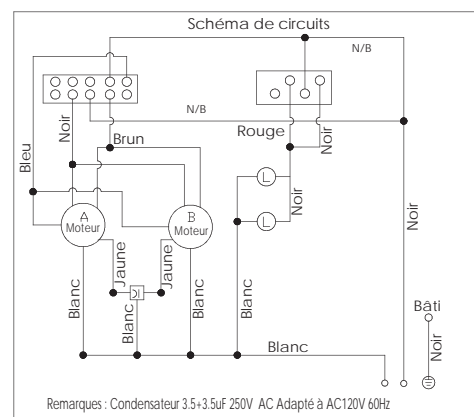 Schéma de circuits
N/B
N/B
Noir
Brun
Bleu
Rouge
Noir
A
Moteur
B
Moteur
L
L
Noir
Jaune
Jaune
Blanc
Blanc
Blanc
Blanc
Blanc
Bâti
Noir
Noir
Remarques : Condensateur 3.5+3.5uF 250V AC Adapté à AC120V 60Hz